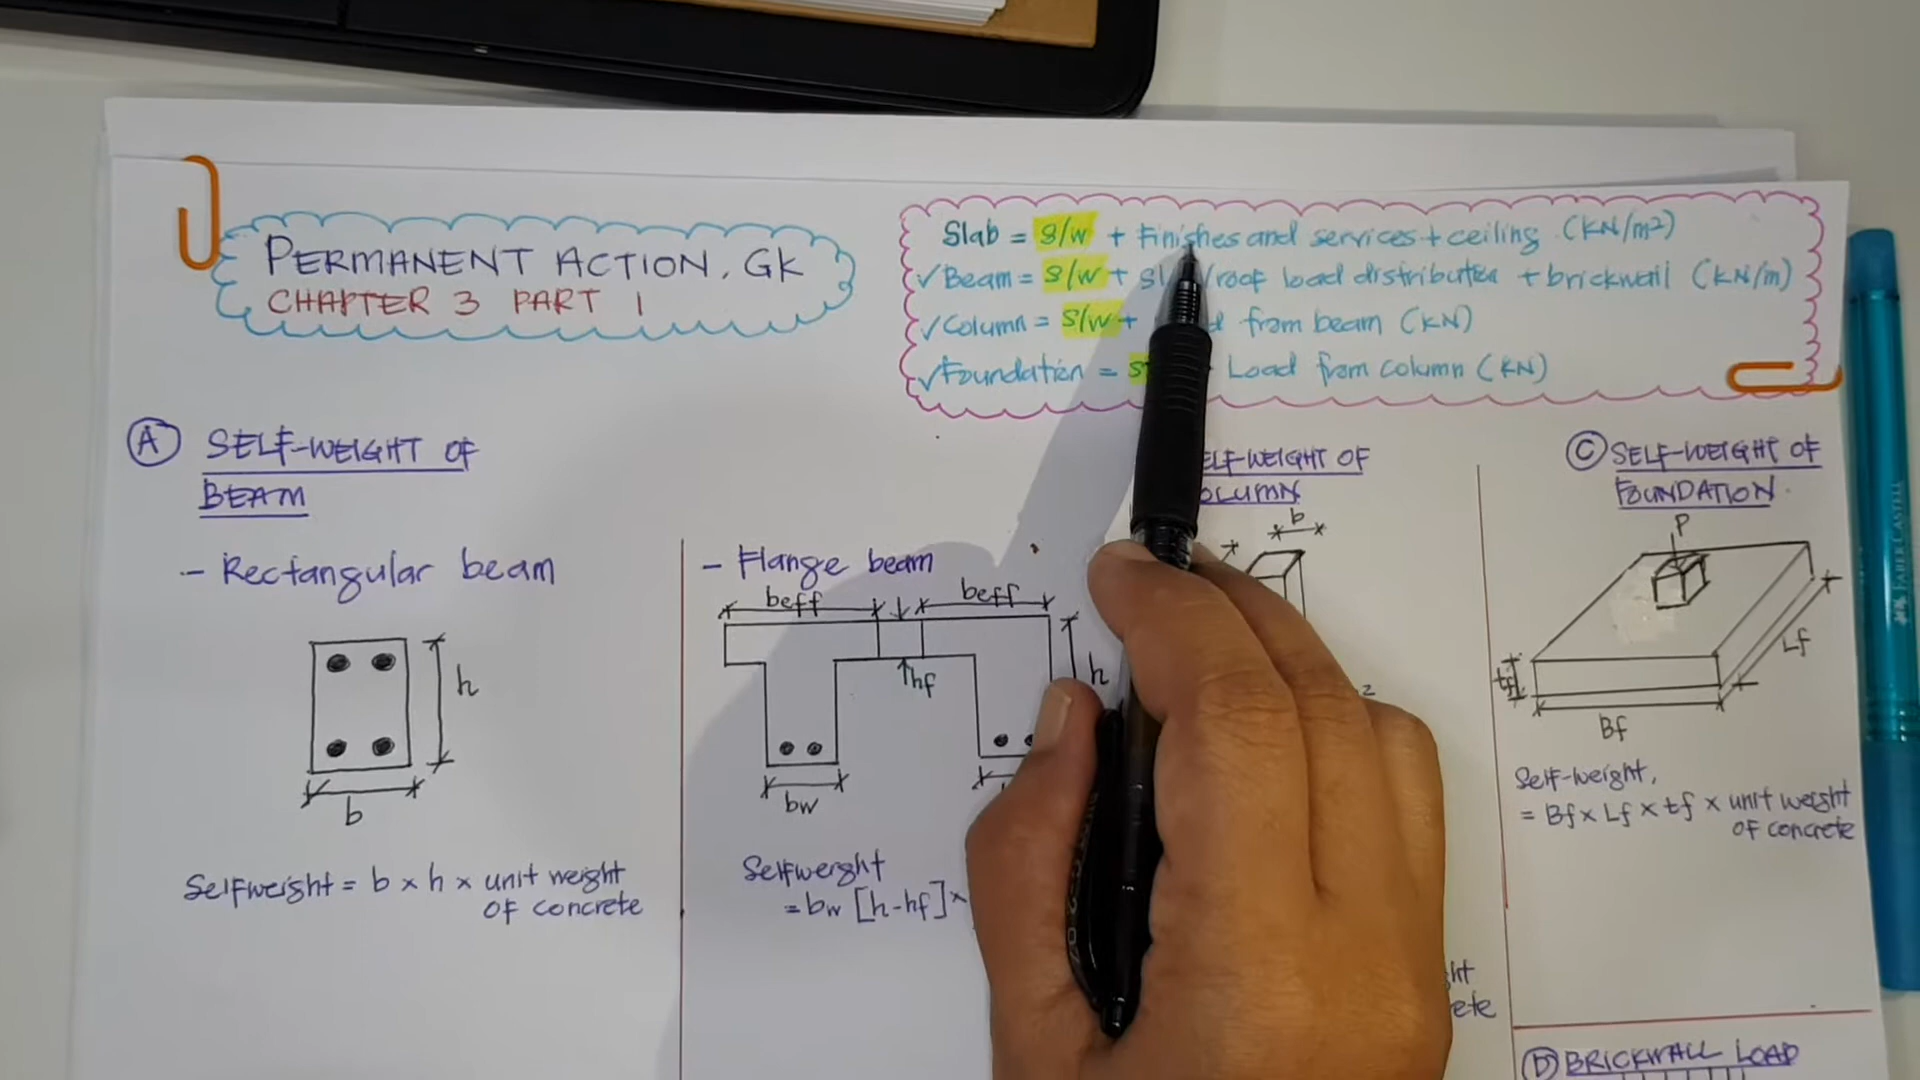 PERMANENT ACTION, GK
CHAPTER 3 PART 1
Slab = s/w + Finishes and services + ceiling (KN/m²)
✓Beam = s/w + /roof load distributed + brickwall (KN/m)
✓Column = s/w + from beam (KN)
✓Foundation = Load from column (KN)
A SELF-WEIGHT OF
BEAM
- Rectangular beam
h
b
Selfweight = b × h × unit weight
of concrete
- Flange beam
beff beff
hf
h
bw
Selfweight
= bw [h-hf] ×
ELF-WEIGHT OF
OLUMN
b
C SELF-WEIGHT OF
FOUNDATION
P
tf
Lf
Bf
Self-weight,
= Bf × Lf × tf × unit weight
of concrete
D BRICKWALL LOAD
FABER-CASTELL